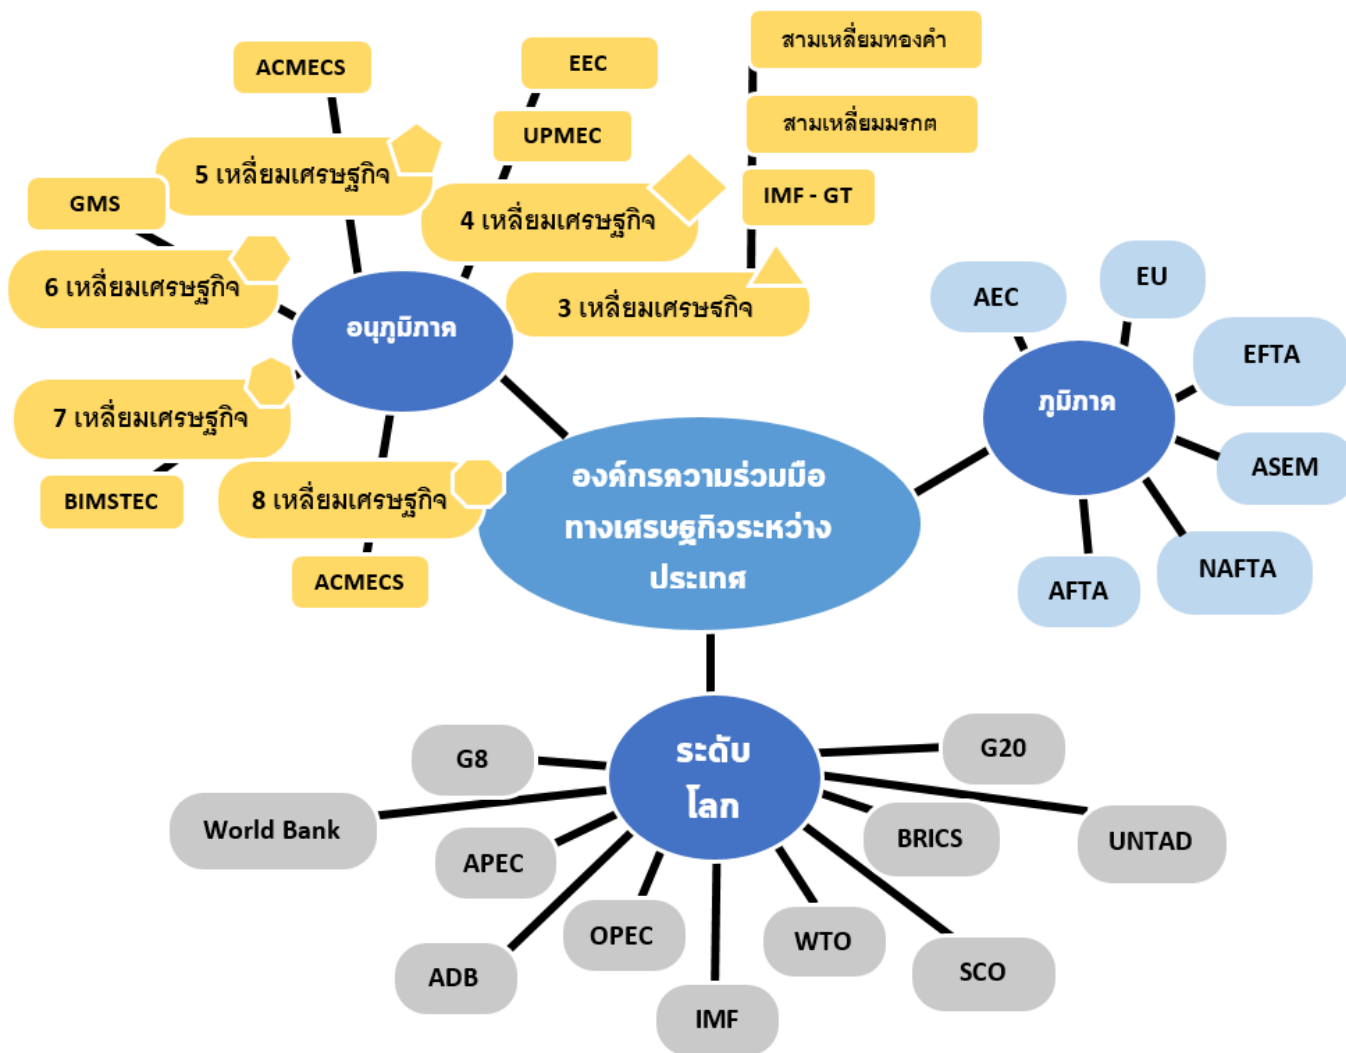 สามเหลี่ยมทองคำ
ACMECS
EEC
สามเหลี่ยมมรกต
UPMEC
5 เหลี่ยมเศรษฐกิจ
GMS
IMF - GT
4 เหลี่ยมเศรษฐกิจ
6 เหลี่ยมเศรษฐกิจ
3 เหลี่ยมเศรษฐกิจ
อนุภูมิภาค
7 เหลี่ยมเศรษฐกิจ
BIMSTEC
8 เหลี่ยมเศรษฐกิจ
ACMECS
องค์กรความร่วมมือ
ทางเศรษฐกิจระหว่าง
ประเทศ
AEC
EU
EFTA
ภูมิภาค
ASEM
NAFTA
AFTA
ระดับ
โลก
G8
G20
World Bank
BRICS
UNTAD
APEC
OPEC
WTO
ADB
SCO
IMF